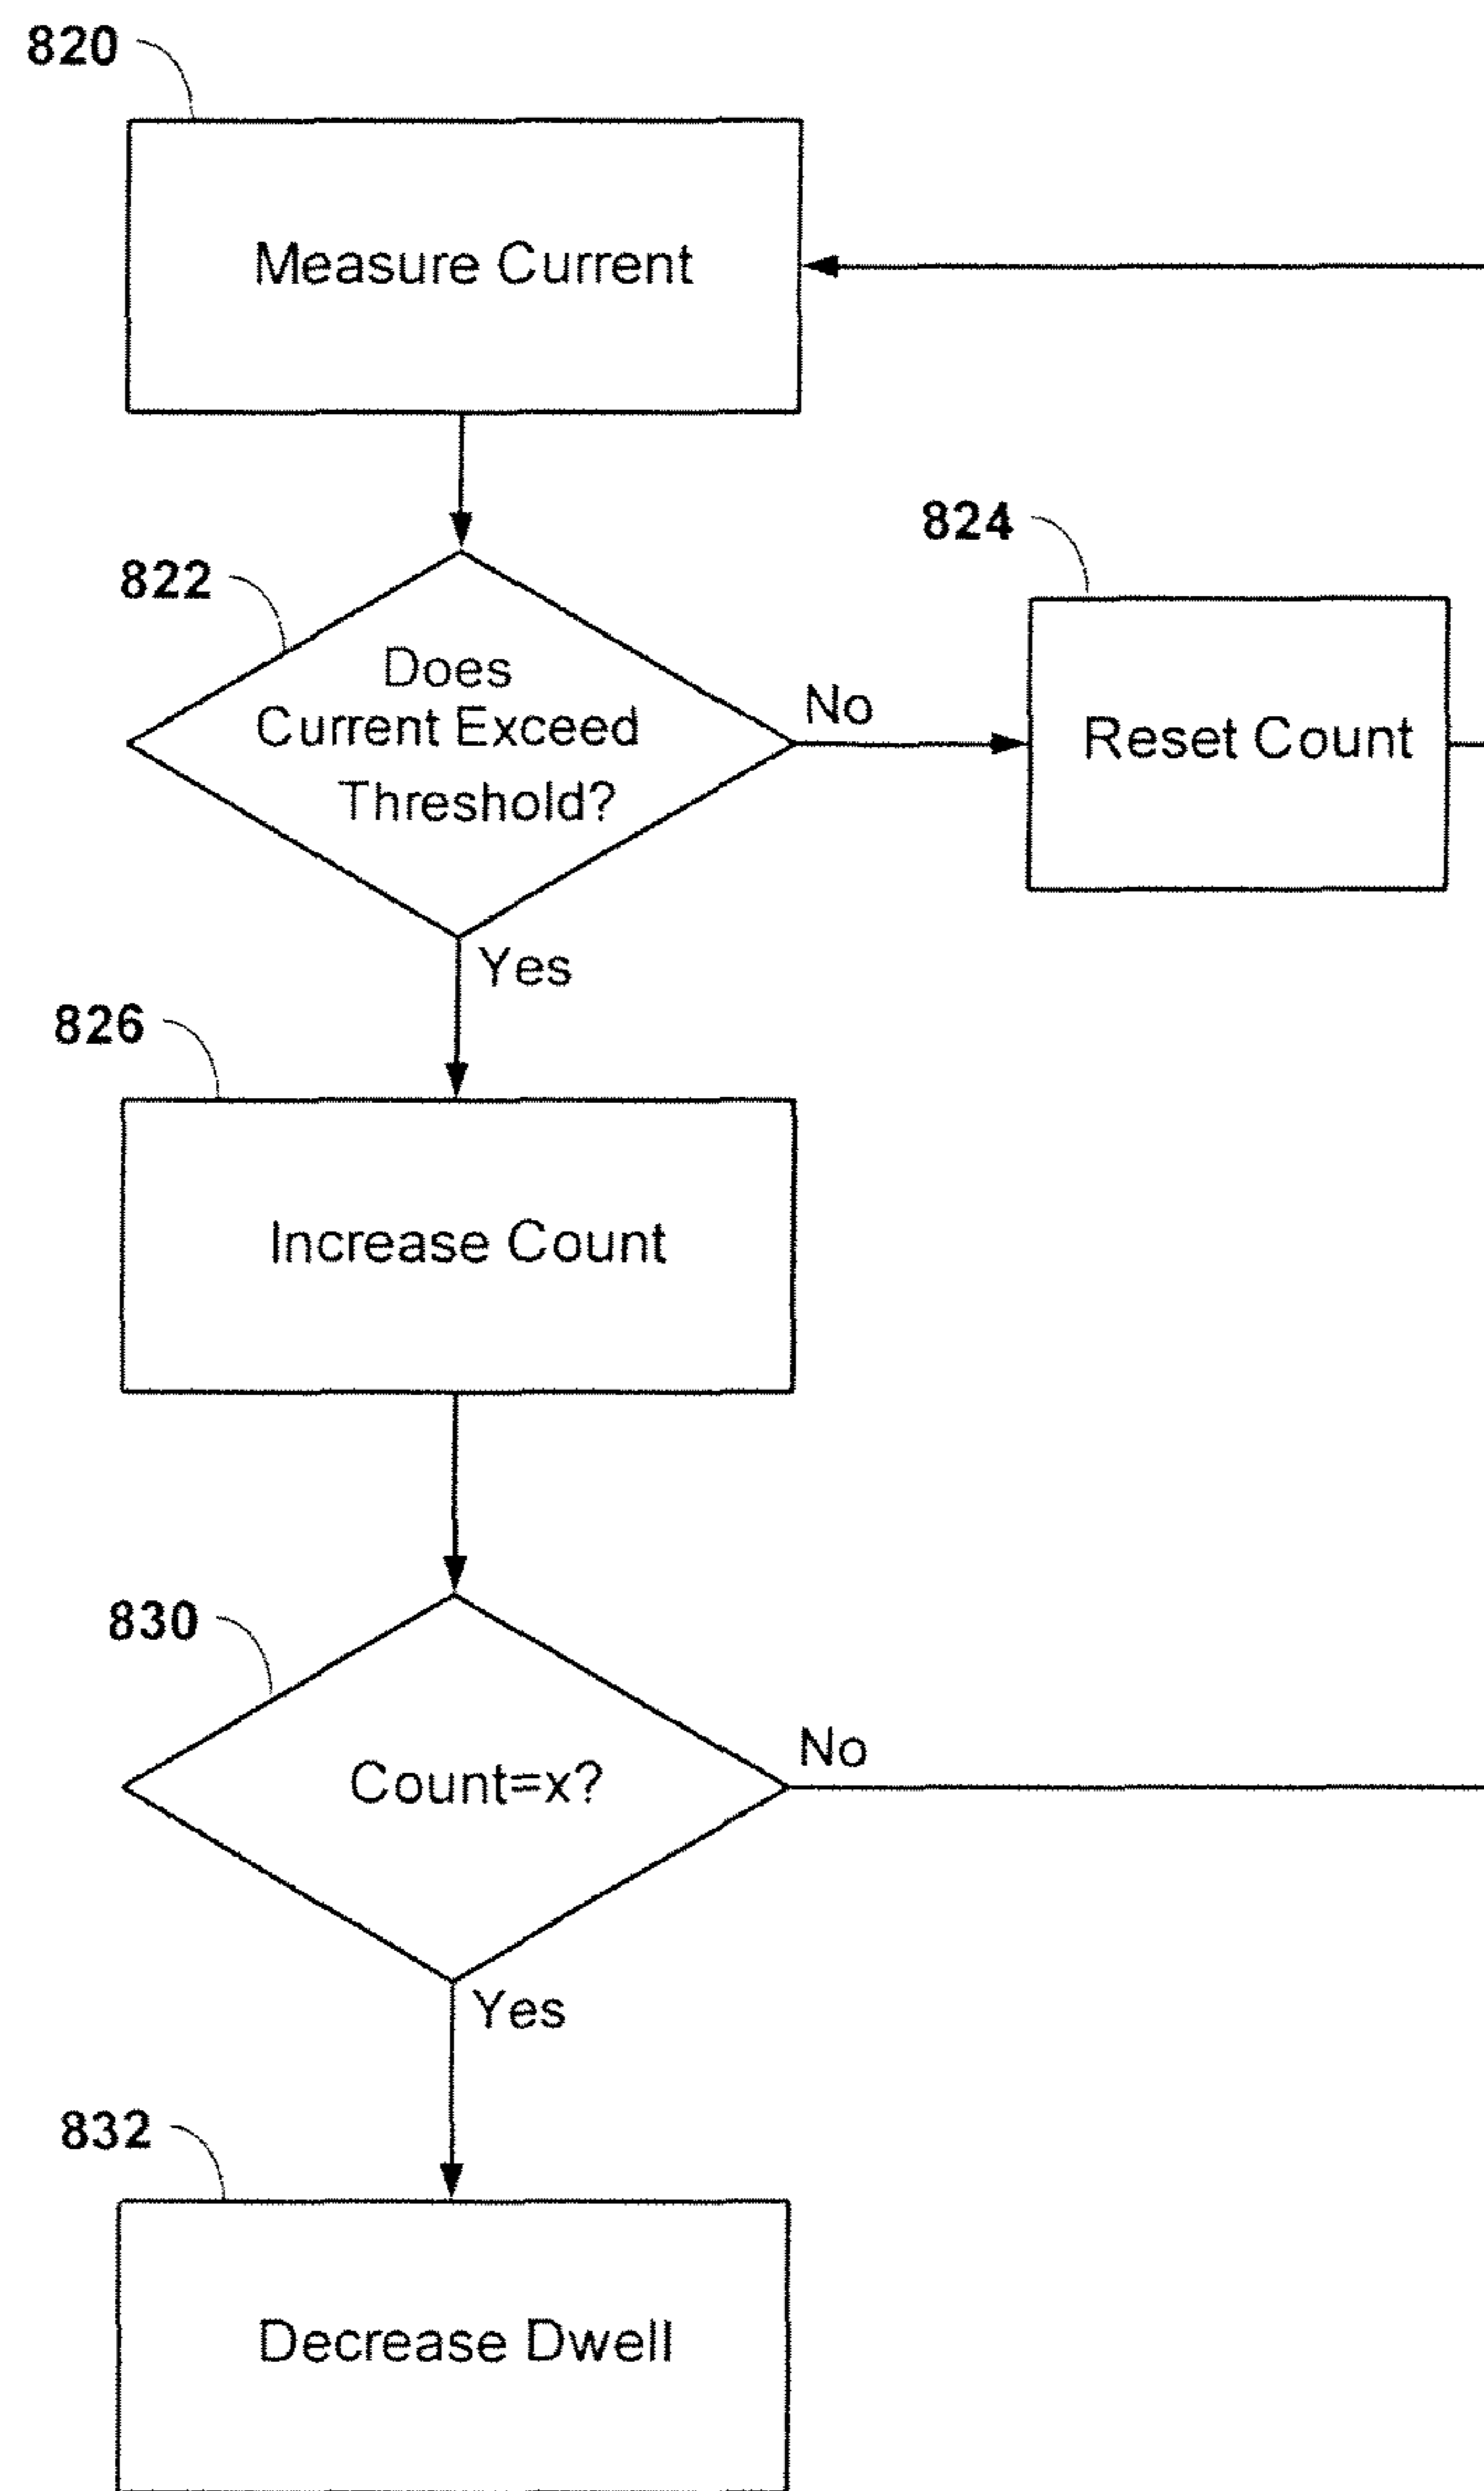 820
Measure Current
822
Does
Current Exceed
Threshold?
No
824
Reset Count
Yes
826
Increase Count
830
Count=x?
No
Yes
832
Decrease Dwell